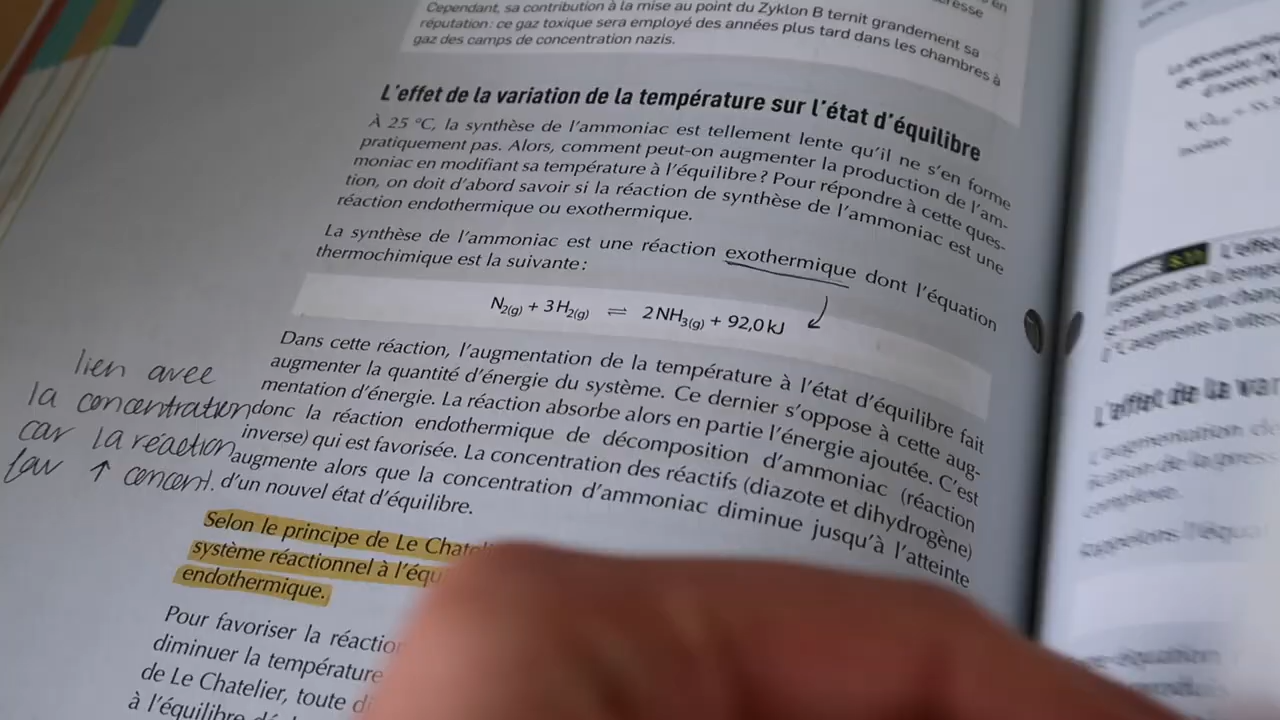 Cependant, sa contribution à la mise au point du Zyklon B ternit grandement sa
réputation : ce gaz toxique sera employé des années plus tard dans les chambres à
gaz des camps de concentration nazis.
L'effet de la variation de la température sur l'état d'équilibre
À 25 °C, la synthèse de l'ammoniac est tellement lente qu'il ne s'en forme
pratiquement pas. Alors, comment peut-on augmenter la production de l'am-
moniac en modifiant sa température à l'équilibre ? Pour répondre à cette ques-
tion, on doit d'abord savoir si la réaction de synthèse de l'ammoniac est une
réaction endothermique ou exothermique.
La synthèse de l'ammoniac est une réaction exothermique dont l'équation
thermochimique est la suivante :
N2(g) + 3H2(g) ⇌ 2NH3(g) + 92,0 kJ
Dans cette réaction, l'augmentation de la température à l'état d'équilibre fait
augmenter la quantité d'énergie du système. Ce dernier s'oppose à cette aug-
mentation d'énergie. La réaction absorbe alors en partie l'énergie ajoutée. C'est
donc la réaction endothermique de décomposition d'ammoniac (réaction
inverse) qui est favorisée. La concentration des réactifs (diazote et dihydrogène)
augmente alors que la concentration d'ammoniac diminue jusqu'à l'atteinte
d'un nouvel état d'équilibre.
lien avec
la concentration
car la réaction
fav ↑ concent.
Selon le principe de Le Chatel
système réactionnel à l'équ
endothermique.
Pour favoriser la réactio
diminuer la température
de Le Chatelier, toute di
à l'équilibre
L'effet de la var